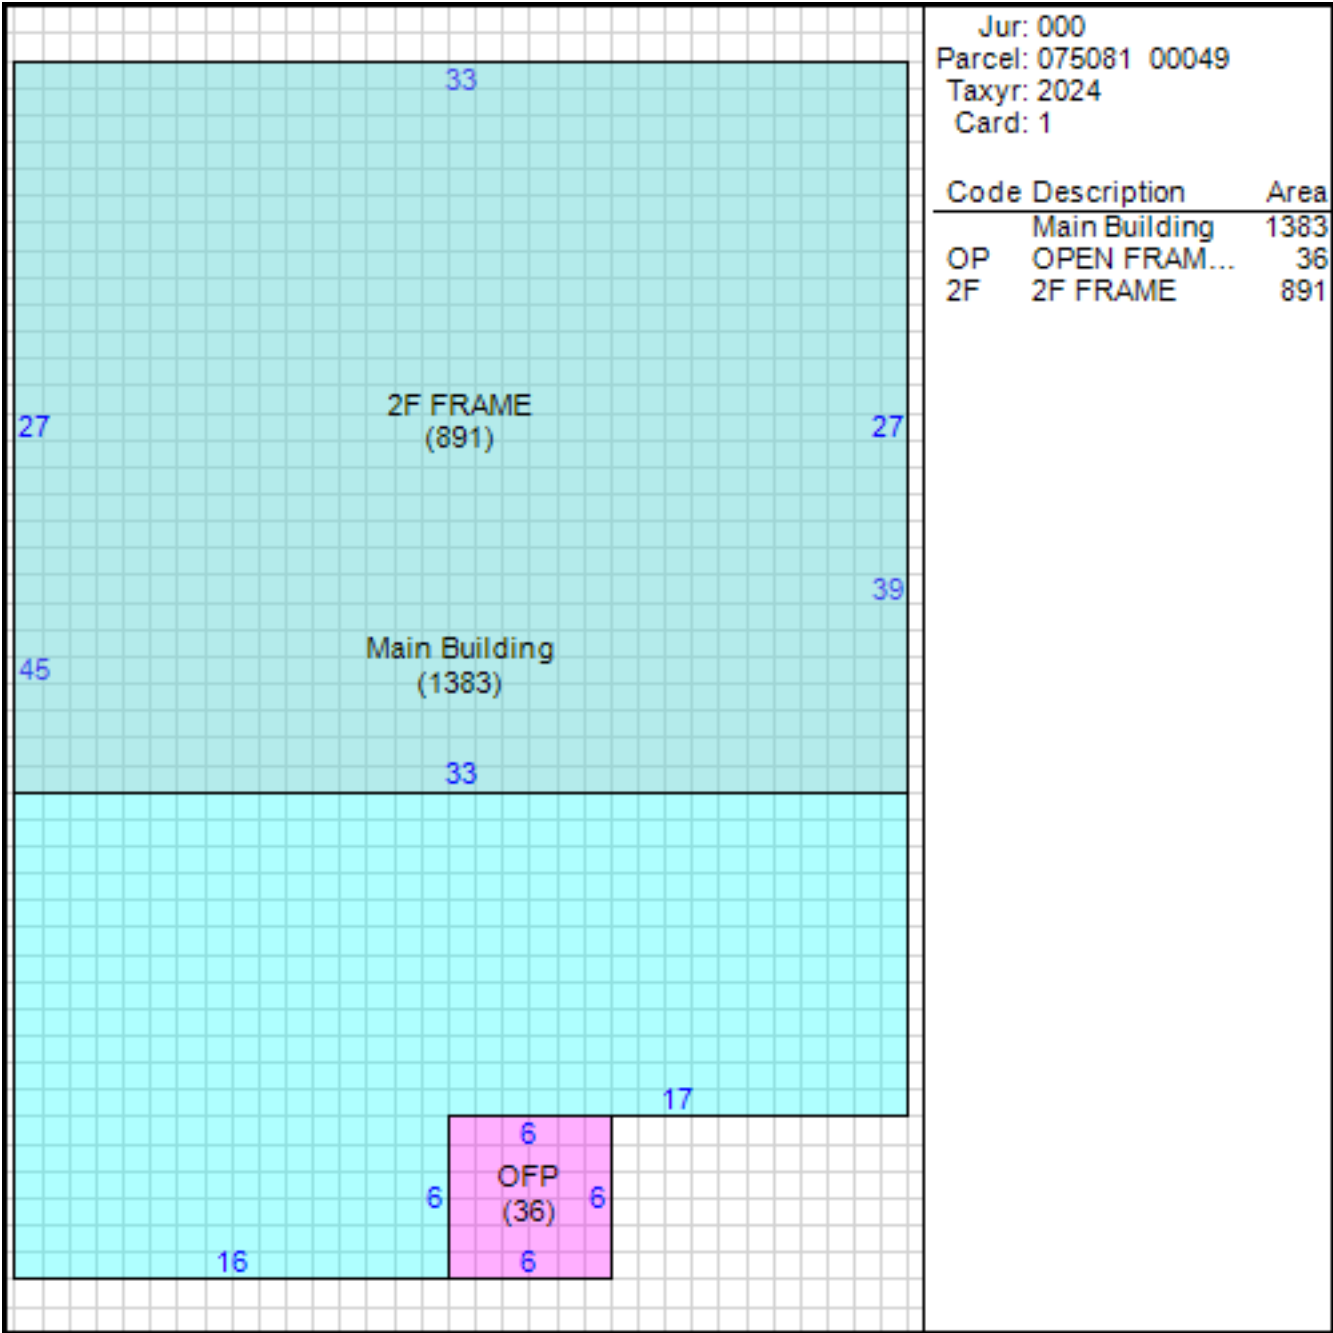 33
2F FRAME
(891)
27
27
39
Main Building
(1383)
45
33
17
6
OFP
(36)
6
6
16
6
Jur: 000
Parcel: 075081 00049
Taxyr: 2024
Card: 1
Code Description Area
Main Building 1383
OP OPEN FRAM... 36
2F 2F FRAME 891